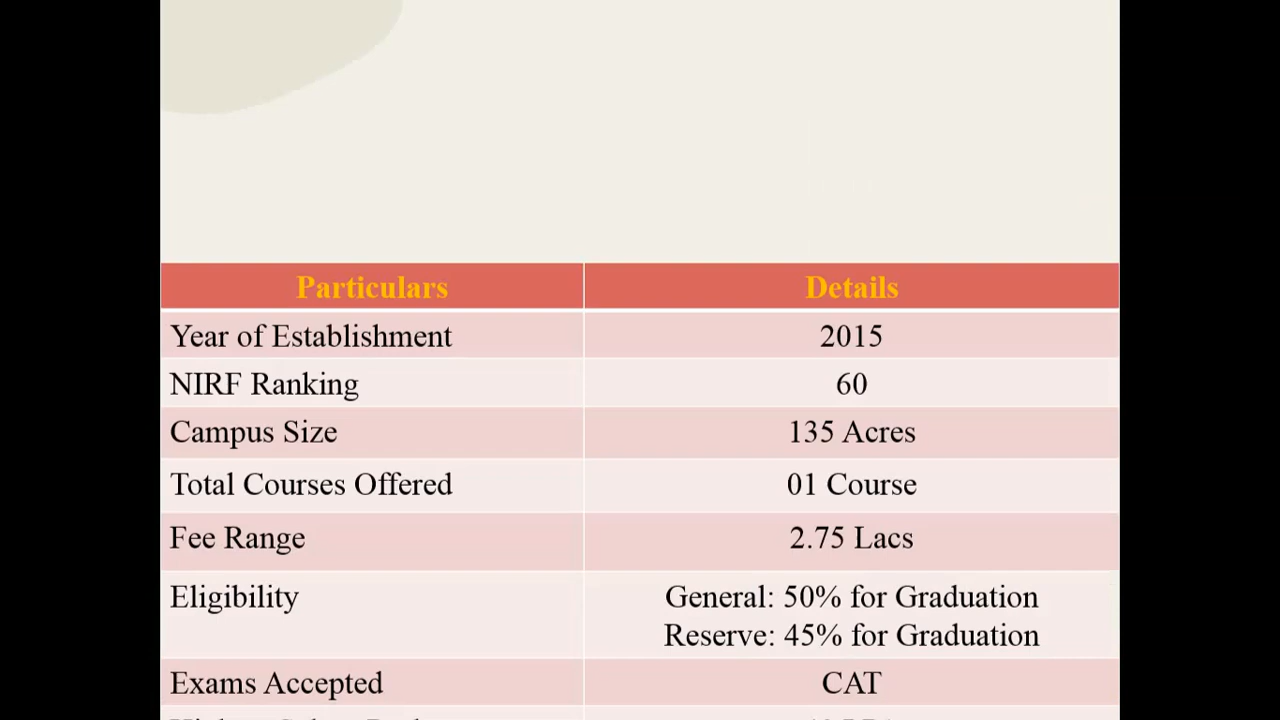 Particulars Details
Year of Establishment 2015
NIRF Ranking 60
Campus Size 135 Acres
Total Courses Offered 01 Course
Fee Range 2.75 Lacs
Eligibility General: 50% for Graduation
Reserve: 45% for Graduation
Exams Accepted CAT